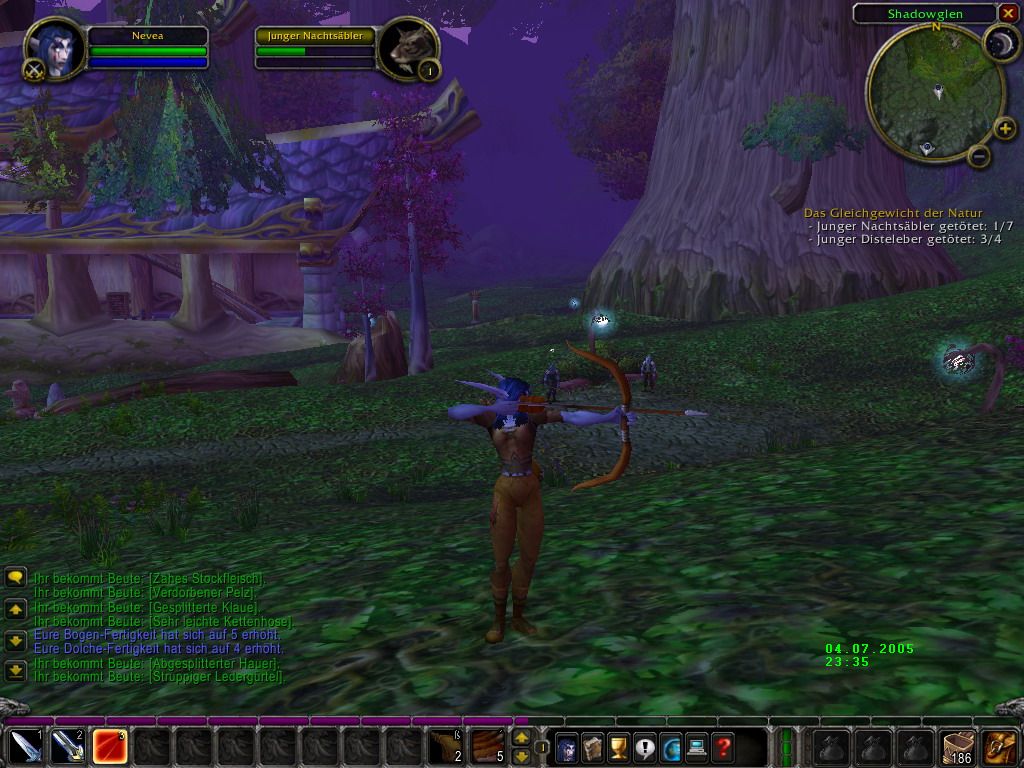 Nevea
Junger Nachtsäbler
1
Shadowglen
N
Das Gleichgewicht der Natur
- Junger Nachtsäbler getötet: 1/7
- Junger Disteleber getötet: 3/4
Ihr bekommt Beute: [Zähes Stockfleisch].
Ihr bekommt Beute: [Verdorbener Pelz].
Ihr bekommt Beute: [Gesplitterte Klaue].
Ihr bekommt Beute: [Sehr leichte Kettenhose].
Eure Bogen-Fertigkeit hat sich auf 5 erhöht.
Eure Dolche-Fertigkeit hat sich auf 4 erhöht.
Ihr bekommt Beute: [Abgesplitterter Hauer].
Ihr bekommt Beute: [Struppiger Ledergürtel].
04.07.2005
23:35
1 2 3 ß
2 5 1 186